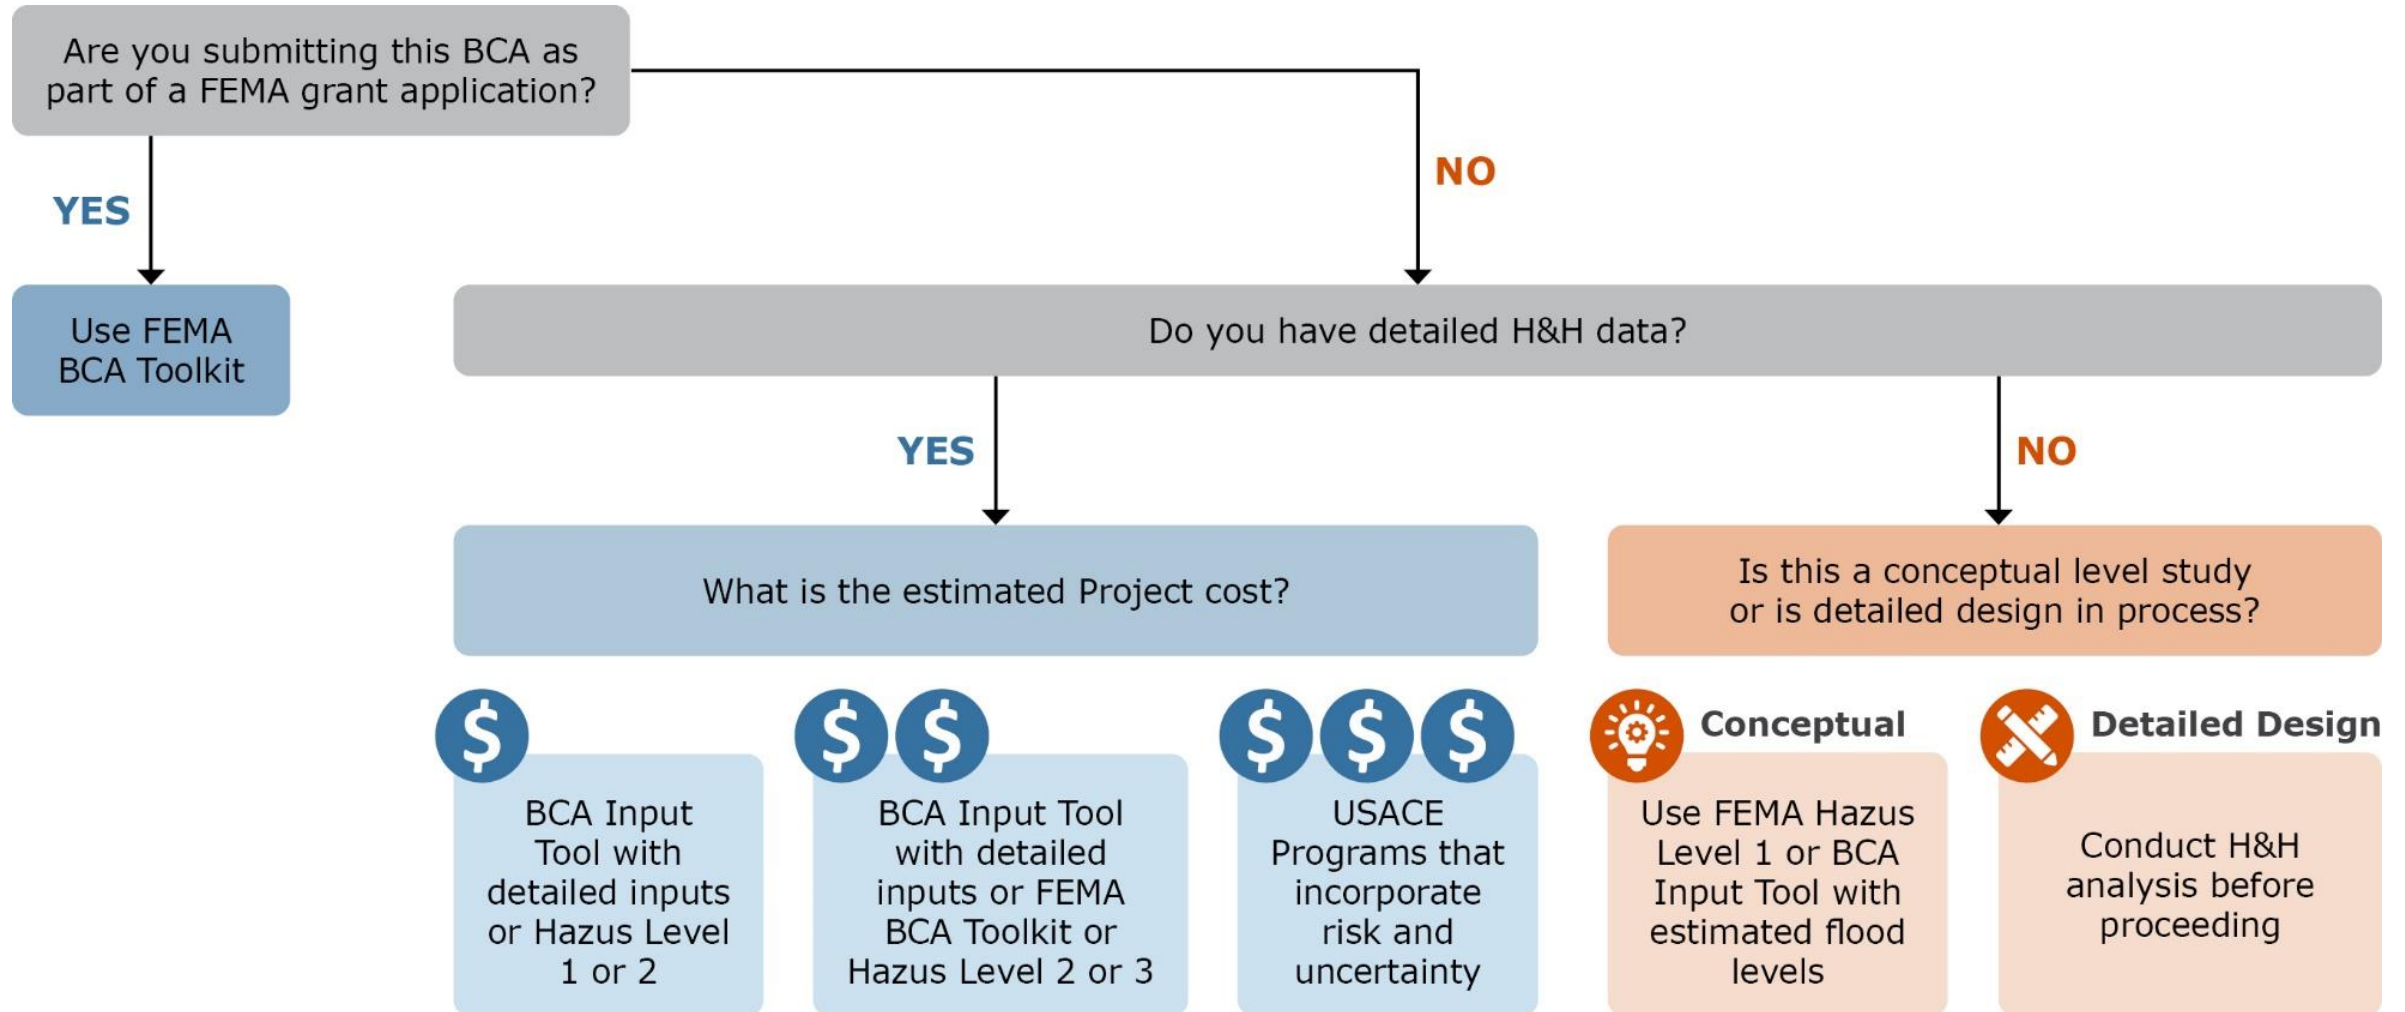 Are you submitting this BCA as
part of a FEMA grant application?
YES
NO
Use FEMA
BCA Toolkit
Do you have detailed H&H data?
YES
NO
What is the estimated Project cost?
Is this a conceptual level study
or is detailed design in process?
$
BCA Input
Tool with
detailed inputs
or Hazus Level
1 or 2
$ $
BCA Input Tool
with detailed
inputs or FEMA
BCA Toolkit or
Hazus Level 2 or 3
$ $ $
USACE
Programs that
incorporate
risk and
uncertainty
Conceptual
Use FEMA Hazus
Level 1 or BCA
Input Tool with
estimated flood
levels
Detailed Design
Conduct H&H
analysis before
proceeding